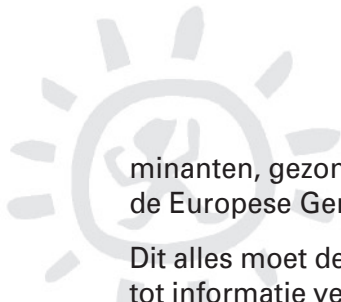 minanten, gezon
de Europese Ger
Dit alles moet de
tot informatie ve